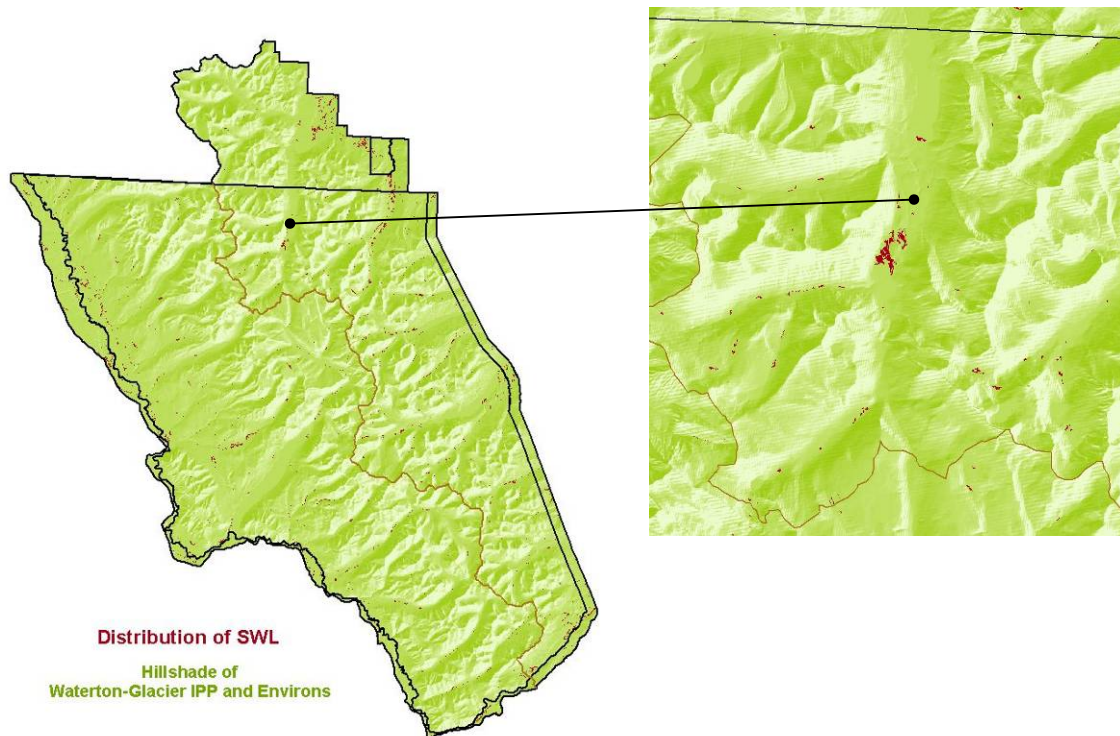 Distribution of SWL
Hillshade of
Waterton-Glacier IPP and Environs